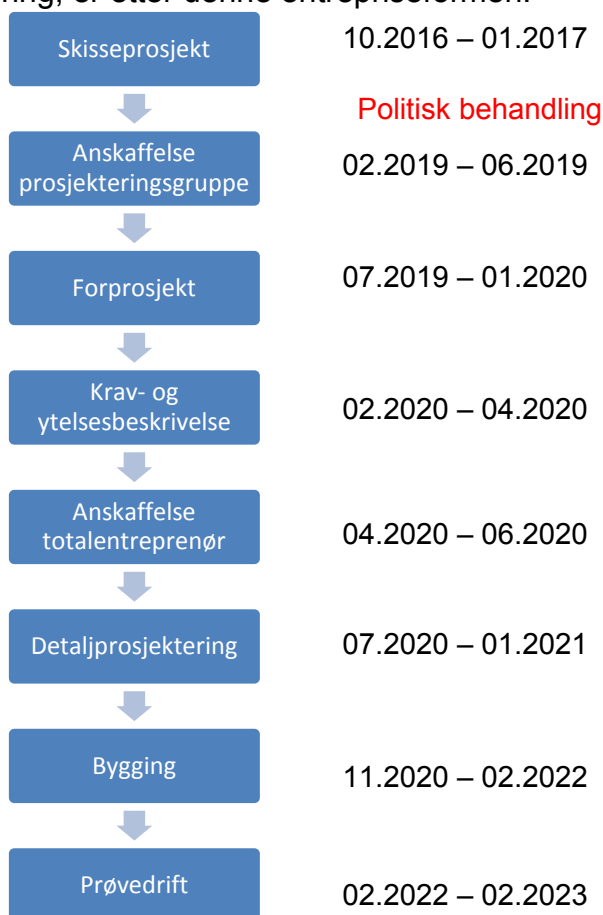 er etter denne entrepriseformen.
Skisseprosjekt
10.2016 – 01.2017
Politisk behandling
Anskaffelse
prosjekteringsgruppe
02.2019 – 06.2019
Forprosjekt
07.2019 – 01.2020
Krav- og
ytelsesbeskrivelse
02.2020 – 04.2020
Anskaffelse
totalentreprenør
04.2020 – 06.2020
Detaljprosjektering
07.2020 – 01.2021
Bygging
11.2020 – 02.2022
Prøvedrift
02.2022 – 02.2023